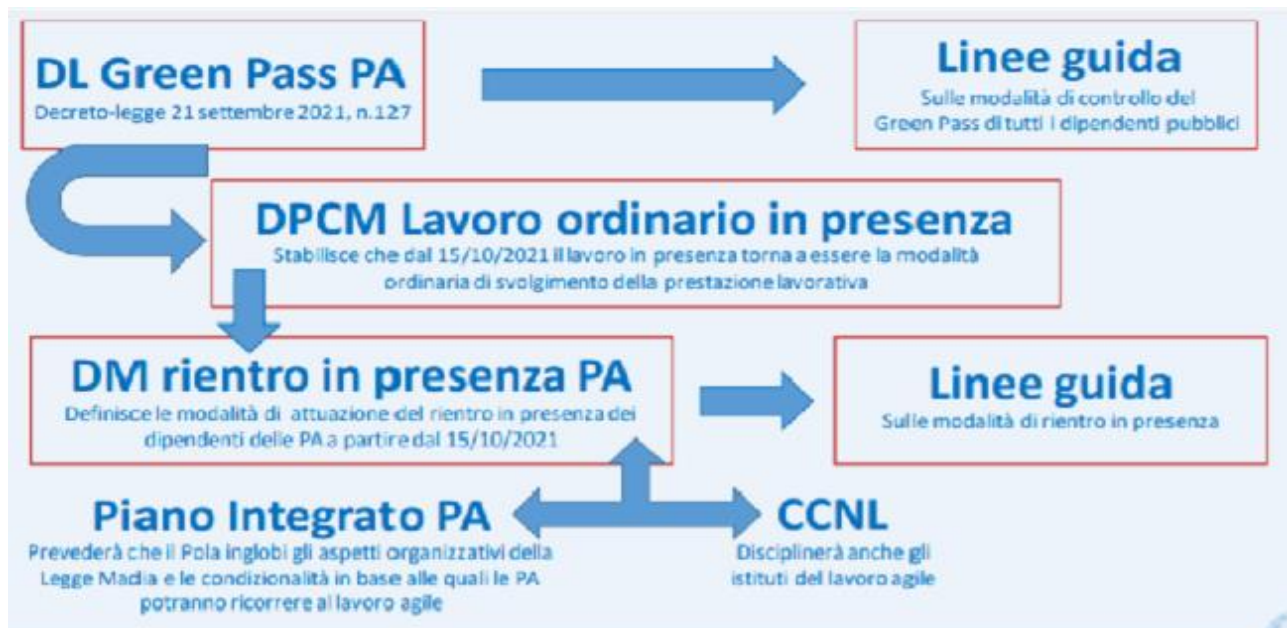 DL Green Pass PA
Decreto-legge 21 settembre 2021, n.127
Linee guida
Sulle modalità di controllo del
Green Pass di tutti i dipendenti pubblici
DPCM Lavoro ordinario in presenza
Stabilisce che dal 15/10/2021 il lavoro in presenza torna a essere la modalità
ordinaria di svolgimento della prestazione lavorativa
DM rientro in presenza PA
Definisce le modalità di attuazione del rientro in presenza dei
dipendenti delle PA a partire dal 15/10/2021
Linee guida
Sulle modalità di rientro in presenza
Piano Integrato PA
Prevederà che il Pola inglobi gli aspetti organizzativi della
Legge Madia e le condizionalità in base alle quali le PA
potranno ricorrere al lavoro agile
CCNL
Disciplinerà anche gli
istituti del lavoro agile